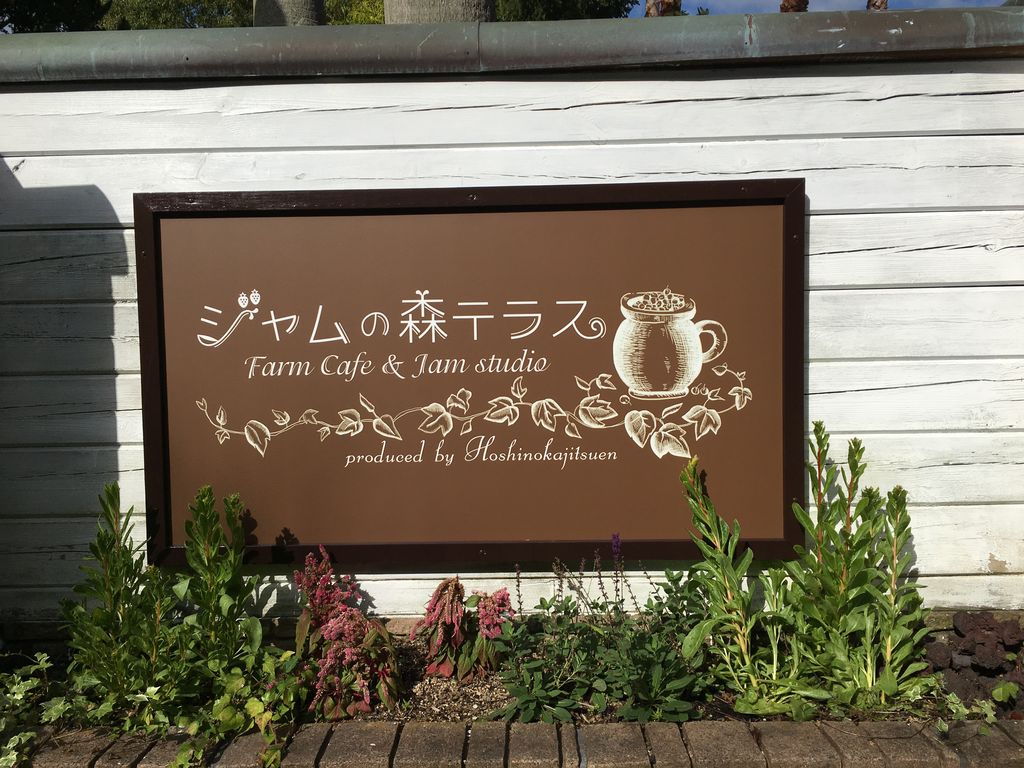 ジャムの森テラス
Farm Cafe & Jam studio
produced by Hoshinokajitsuen